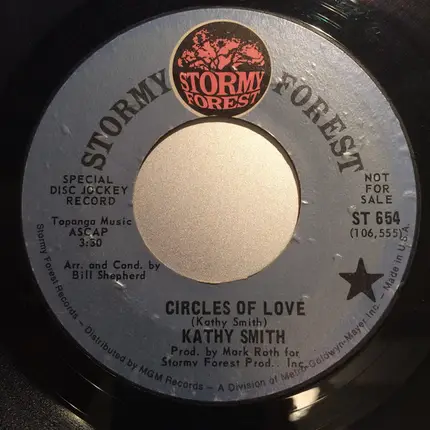 STORMY FOREST
STORMY
FOREST
SPECIAL
DISC JOCKEY
RECORD
Topanga Music
ASCAP
3:50
Arr. and Cond. by
Bill Shepherd
NOT
FOR
SALE
ST 654
(106,555)
CIRCLES OF LOVE
(Kathy Smith)
KATHY SMITH
Prod. by Mark Roth for
Stormy Forest Prod., Inc.
Stormy Forest Records - Distributed by MGM Records - A Division of Metro-Goldwyn-Mayer Inc. - Made in U.S.A.